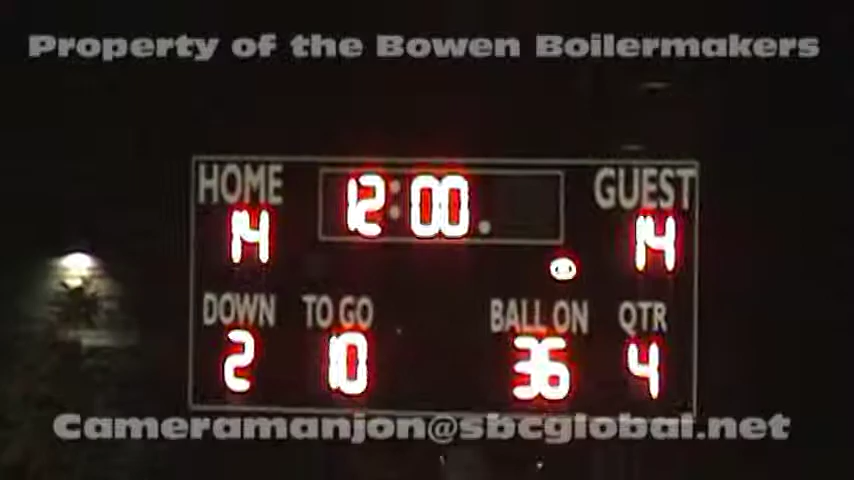 Property of the Bowen Boilermakers
HOME 12:00. GUEST
14 14
DOWN TO GO BALL ON QTR
2 10 36 4
Cameramanjon@sbcglobal.net